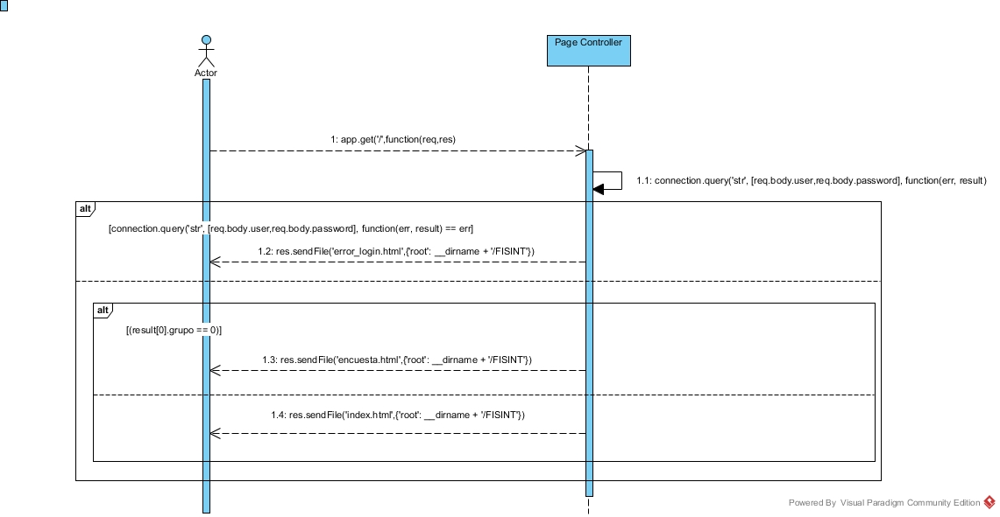 Page Controller
Actor
1: app.get('/',function(req,res)
1.1: connection.query('str', [req.body.user,req.body.password], function(err, result)
alt
[connection.query('str', [req.body.user,req.body.password], function(err, result) == err]
1.2: res.sendFile('error_login.html',{'root': __dirname + '/FISINT'})
alt
[(result[0].grupo == 0)]
1.3: res.sendFile('encuesta.html',{'root': __dirname + '/FISINT'})
1.4: res.sendFile('index.html',{'root': __dirname + '/FISINT'})
Powered By Visual Paradigm Community Edition